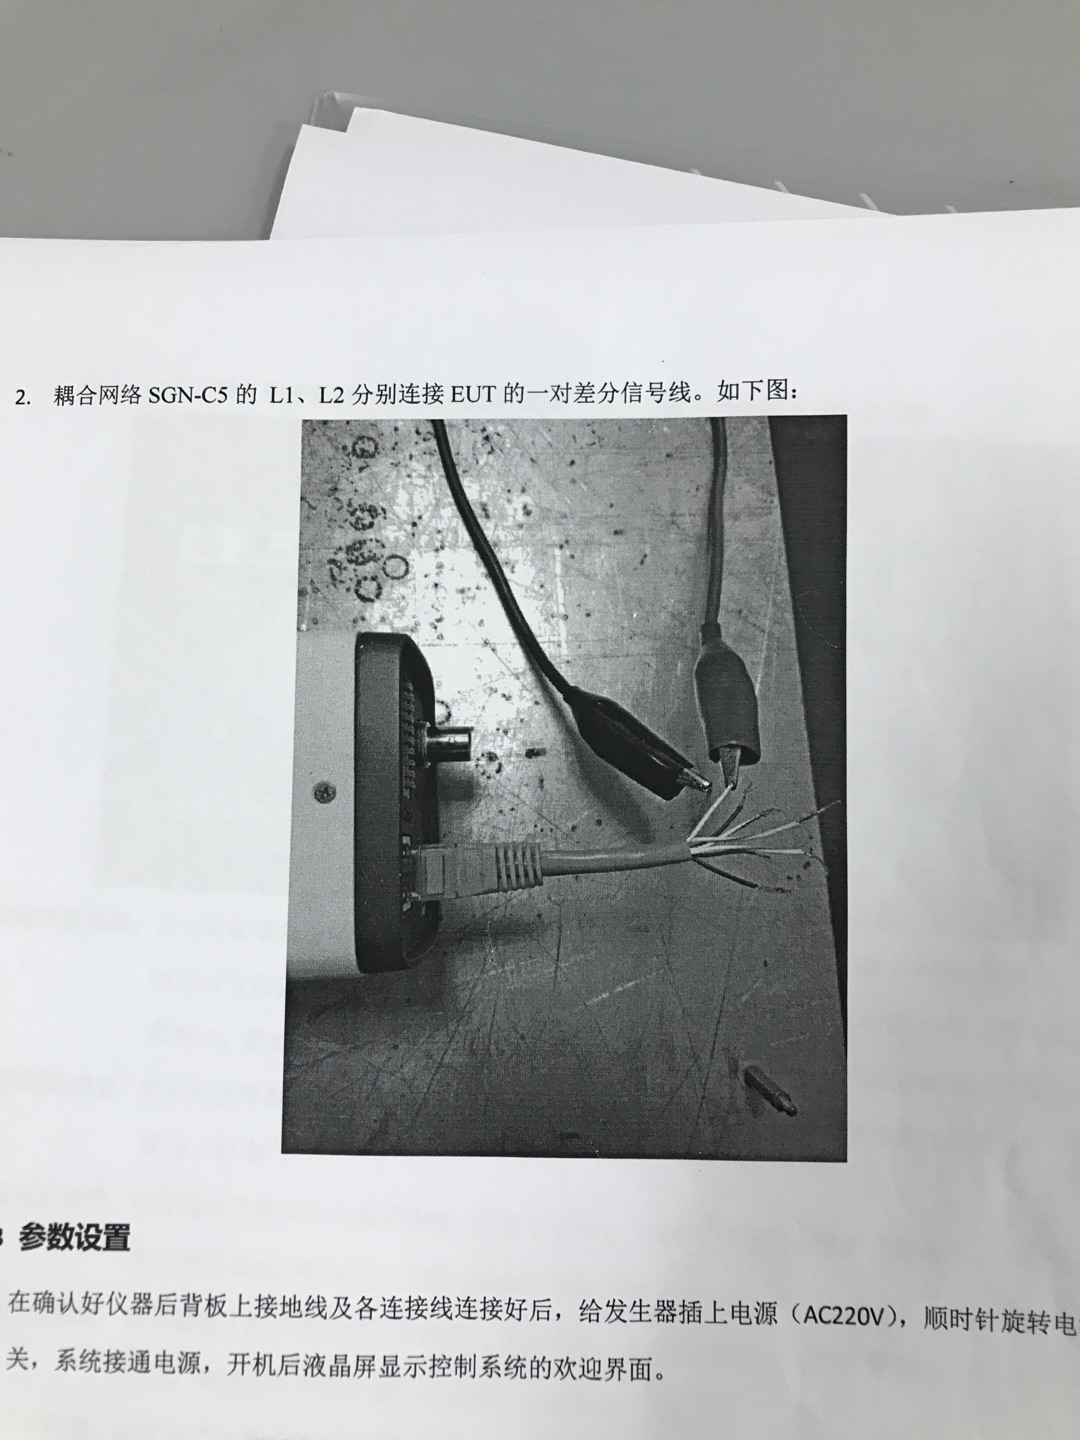 2. 耦合网络 SGN-C5 的 L1、L2 分别连接 EUT 的一对差分信号线。如下图：
参数设置
在确认好仪器后背板上接地线及各连接线连接好后，给发生器插上电源（AC220V），顺时针旋转电
关，系统接通电源，开机后液晶屏显示控制系统的欢迎界面。